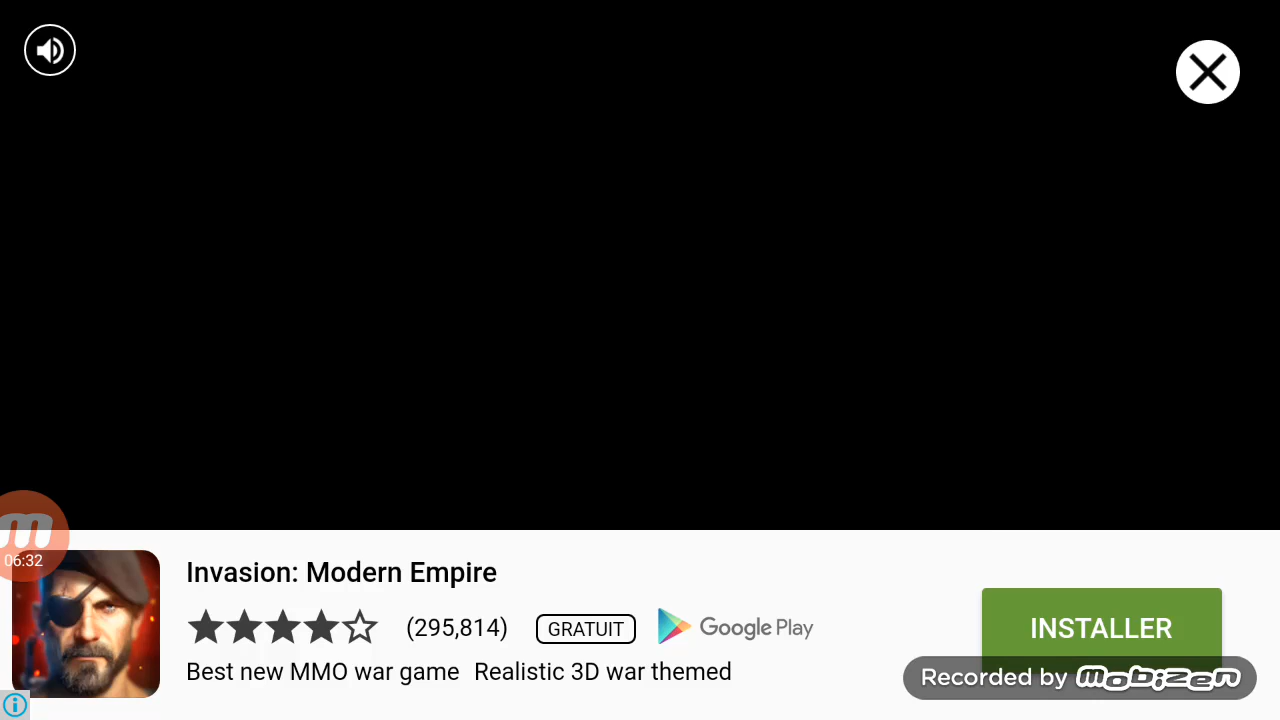 06:32
Invasion: Modern Empire
(295,814) GRATUIT Google Play
Best new MMO war game Realistic 3D war themed
INSTALLER
Recorded by mobizen